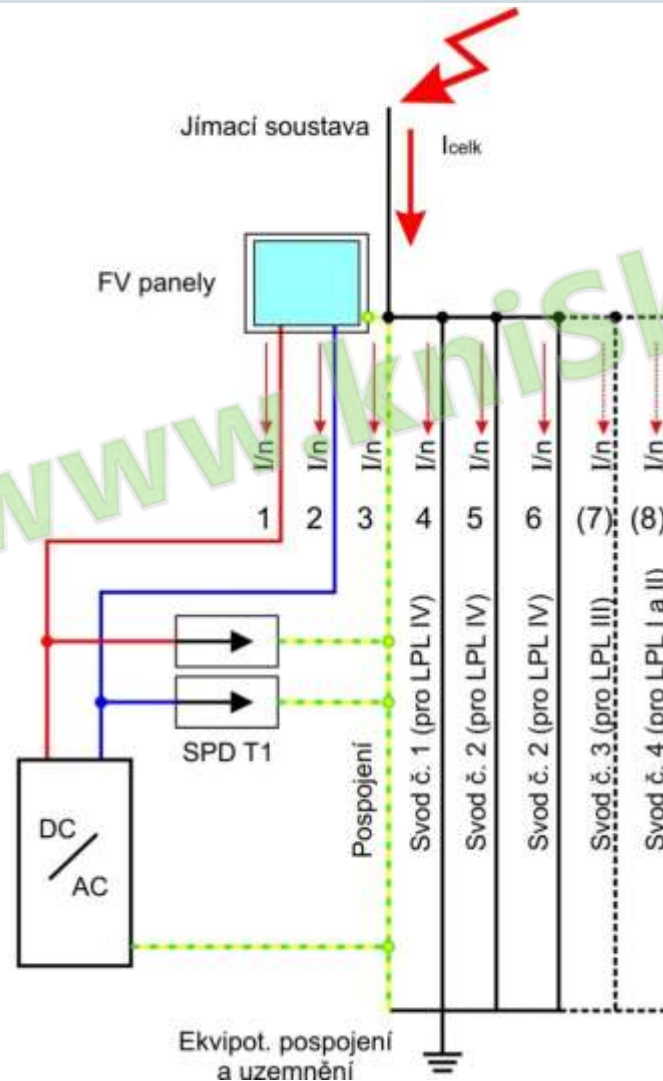 Jímací soustava
Icelk
FV panely
I/n
I/n
I/n
I/n
I/n
I/n
I/n
I/n
1
2
3
4
5
6
(7)
(8)
Pospojení
Svod č. 1 (pro LPL IV)
Svod č. 2 (pro LPL IV)
Svod č. 2 (pro LPL IV)
Svod č. 3 (pro LPL III)
Svod č. 4 (pro LPL I a II)
SPD T1
DC
/
AC
Ekvipot. pospojení
a uzemnění
www.kniSk